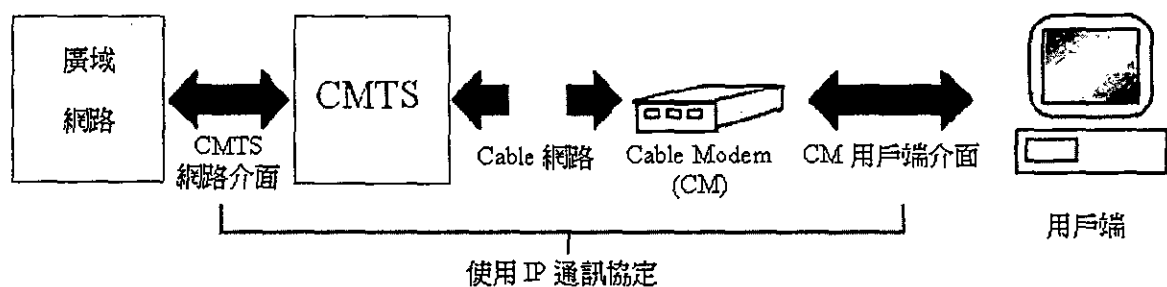 廣域
網路
CMTS
網路介面
CMTS
Cable 網路
Cable Modem
(CM)
CM 用戶端介面
用戶端
使用 IP 通訊協定